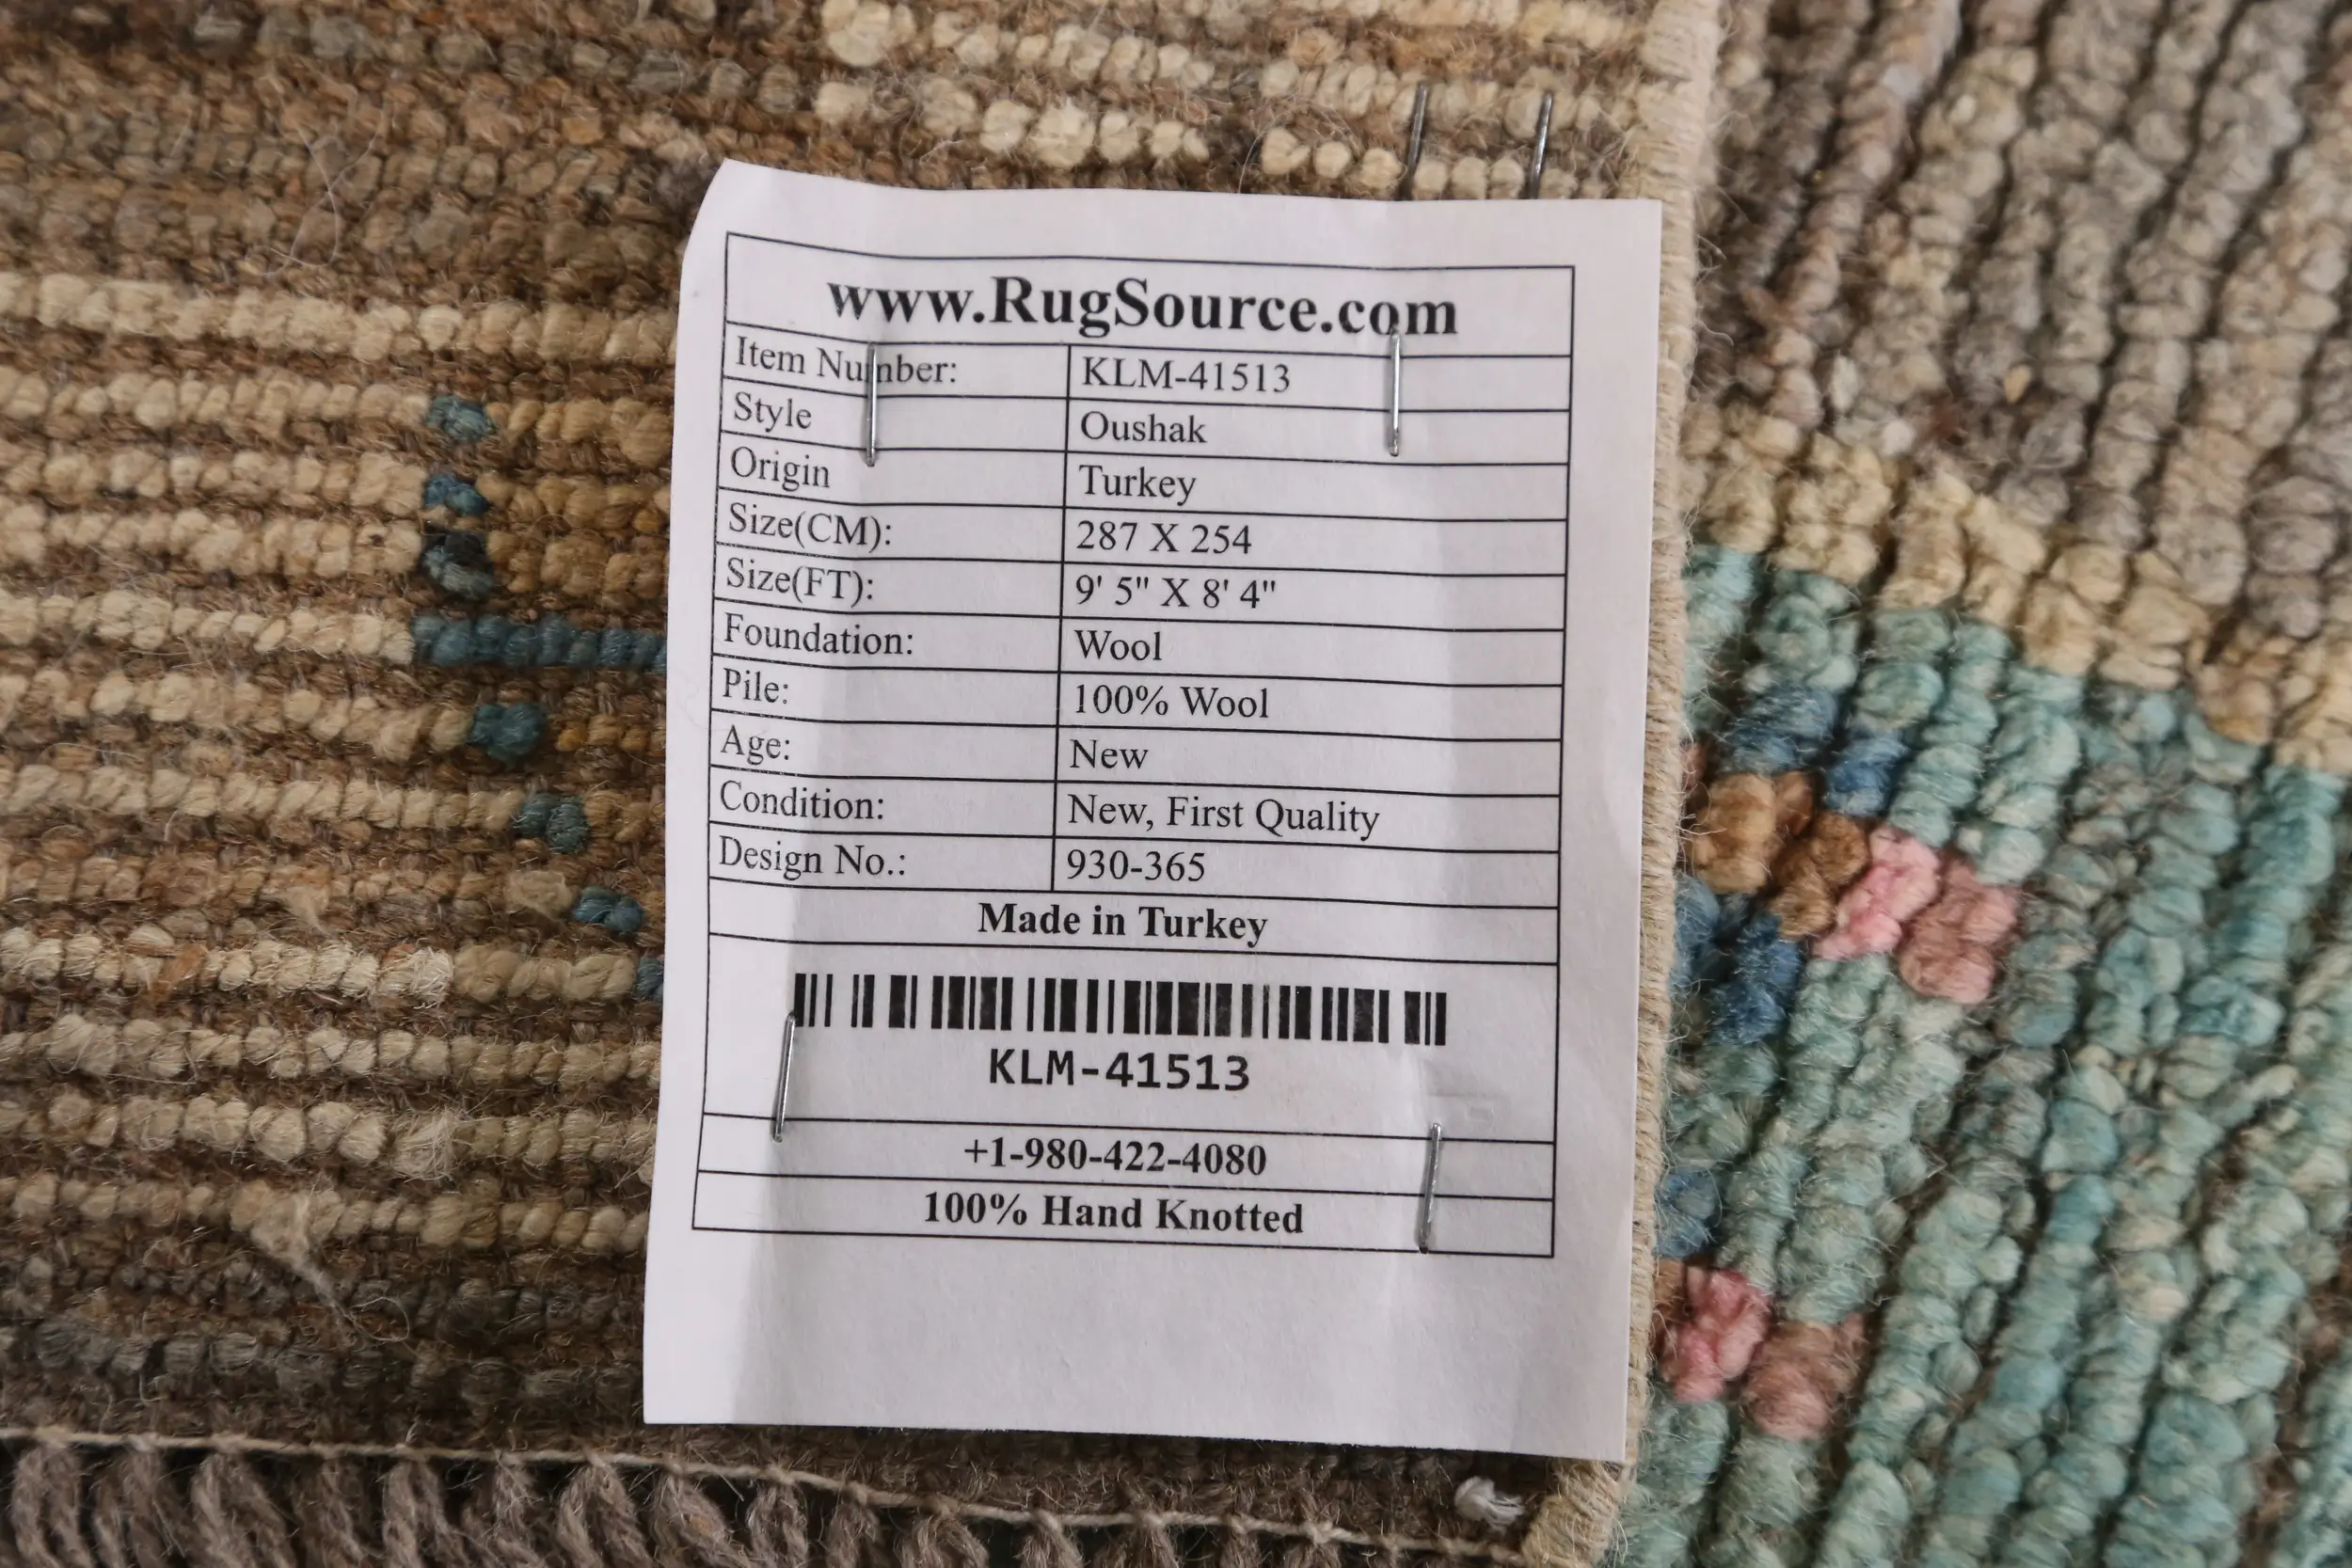 www.RugSource.com
Item Number: KLM-41513
Style Oushak
Origin Turkey
Size(CM): 287 X 254
Size(FT): 9' 5" X 8' 4"
Foundation: Wool
Pile: 100% Wool
Age: New
Condition: New, First Quality
Design No.: 930-365
Made in Turkey
KLM-41513
+1-980-422-4080
100% Hand Knotted